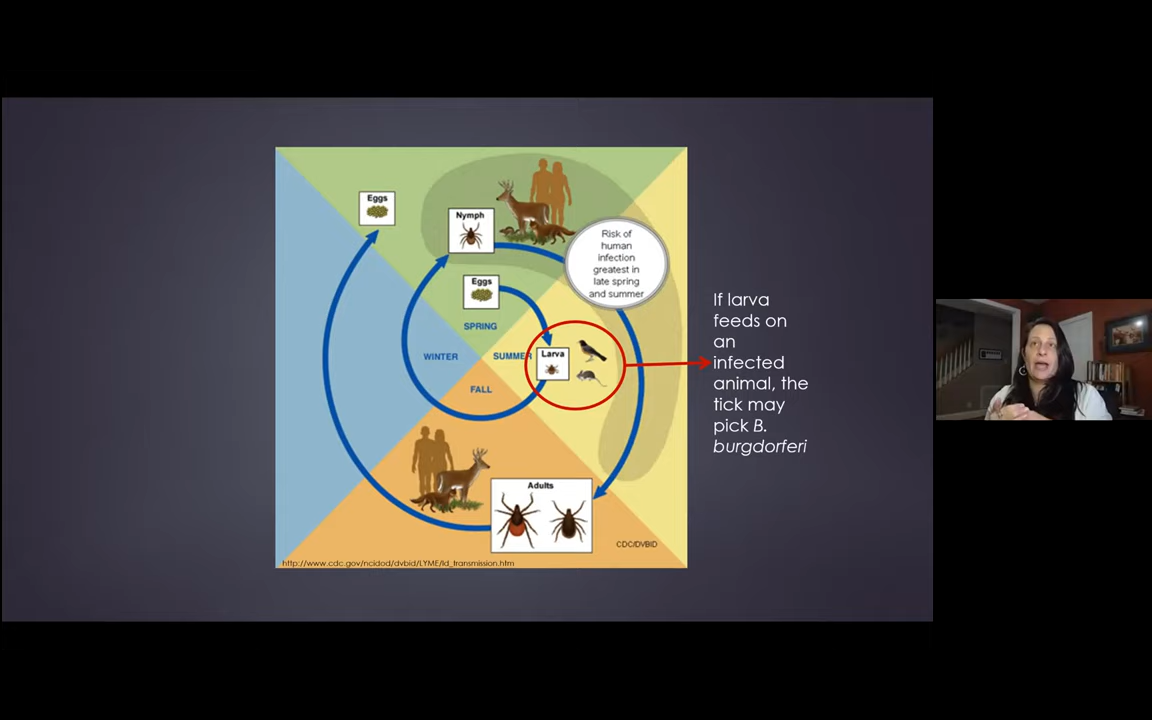 Eggs
Nymph
Risk of
human
infection
greatest in
late spring
and summer
Eggs
SPRING
WINTER
SUMMER
Larva
FALL
Adults
CDC/DVBID
http://www.cdc.gov/ncidod/dvbid/LYME/ld_transmission.htm
If larva
feeds on
an
infected
animal, the
tick may
pick B.
burgdorferi